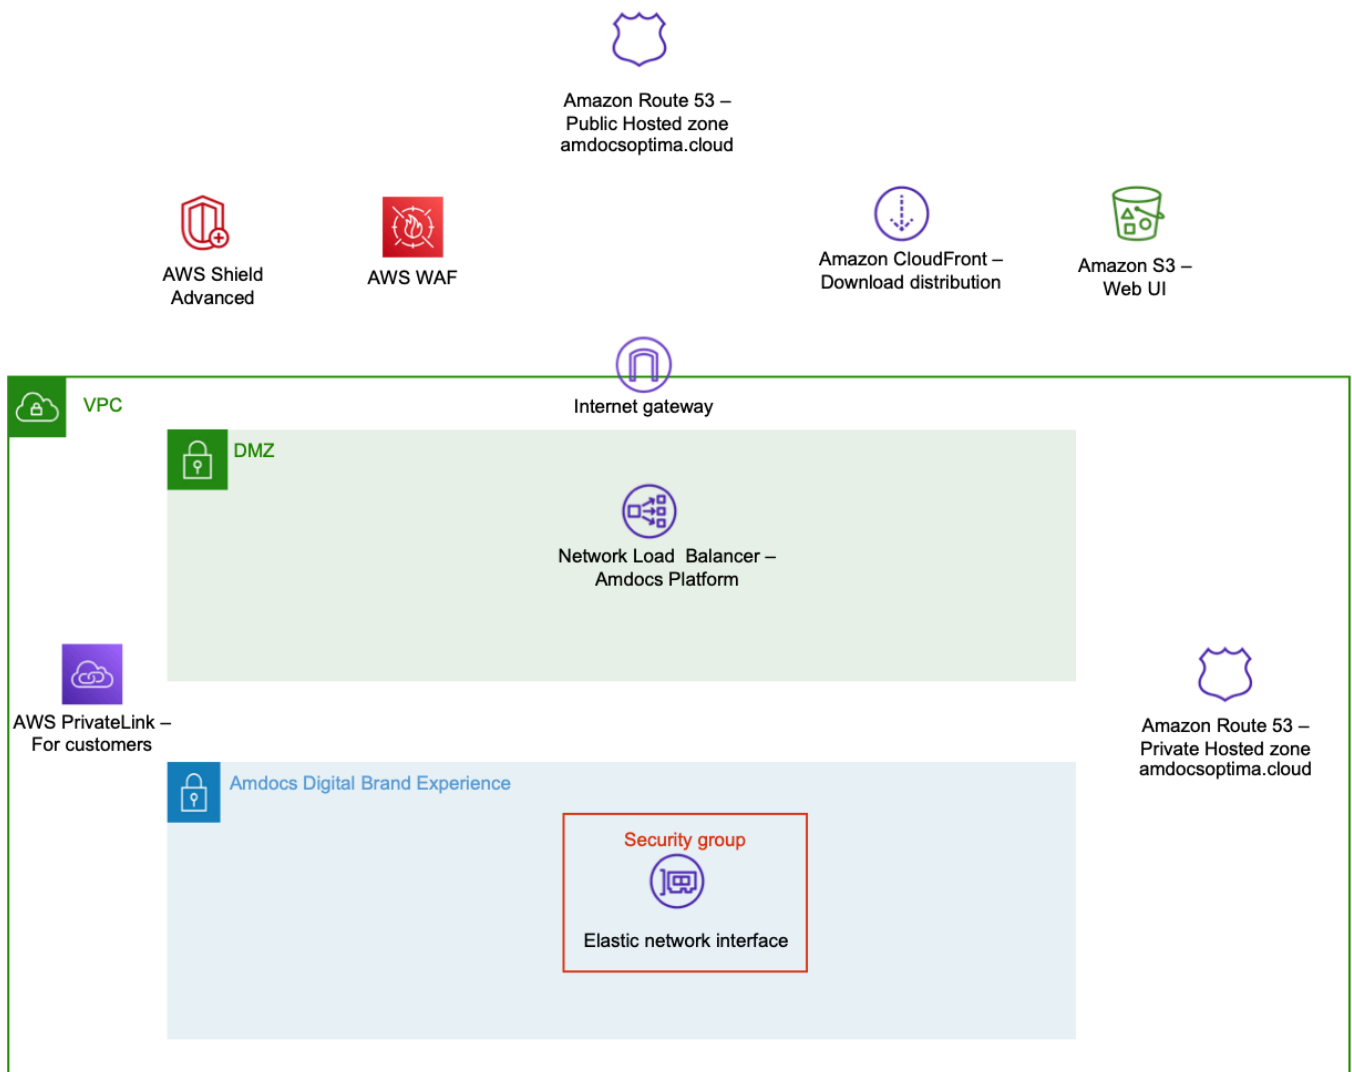 Amazon Route 53 –
Public Hosted zone
amdocsoptima.cloud
AWS Shield
Advanced
AWS WAF
Amazon CloudFront –
Download distribution
Amazon S3 –
Web UI
Internet gateway
VPC
DMZ
Network Load Balancer –
Amdocs Platform
AWS PrivateLink –
For customers
Amazon Route 53 –
Private Hosted zone
amdocsoptima.cloud
Amdocs Digital Brand Experience
Security group
Elastic network interface